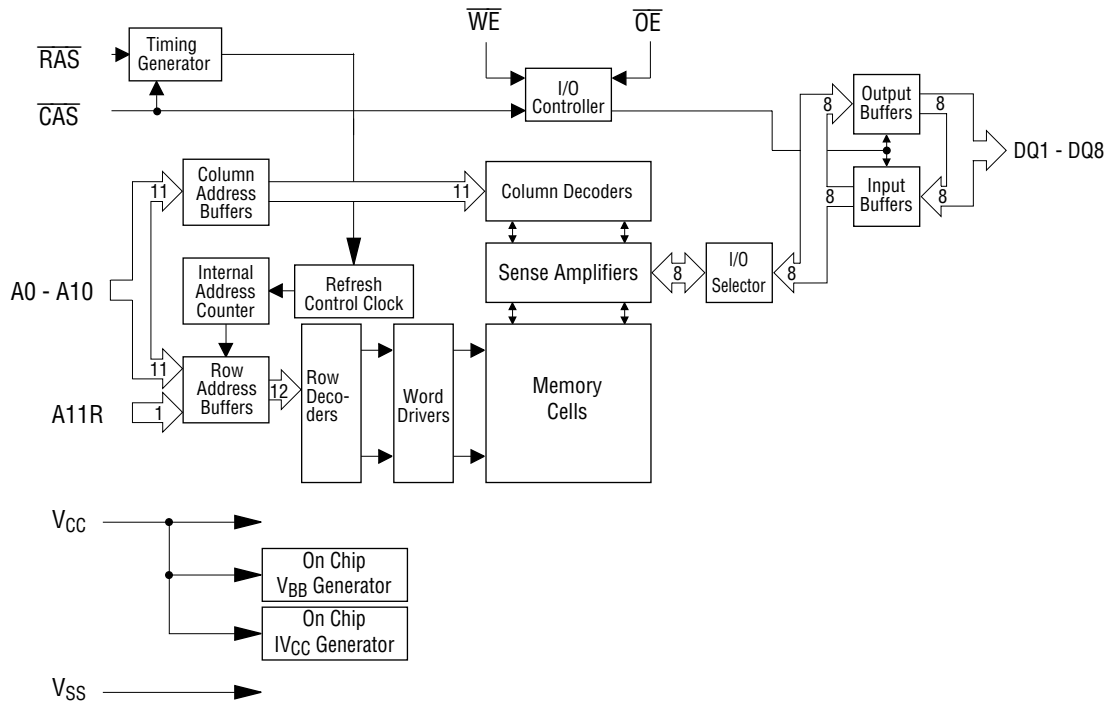 WE
OE
RAS
Timing
Generator
CAS
I/O
Controller
8
Output
Buffers
8
DQ1 - DQ8
11
Column
Address
Buffers
11
Column Decoders
8
Input
Buffers
8
A0 - A10
Internal
Address
Counter
Refresh
Control Clock
Sense Amplifiers
8
I/O
Selector
8
11
Row
Address
Buffers
12
Row
Deco-
ders
Word
Drivers
Memory
Cells
A11R
1
VCC
On Chip
VBB Generator
On Chip
IVCC Generator
VSS